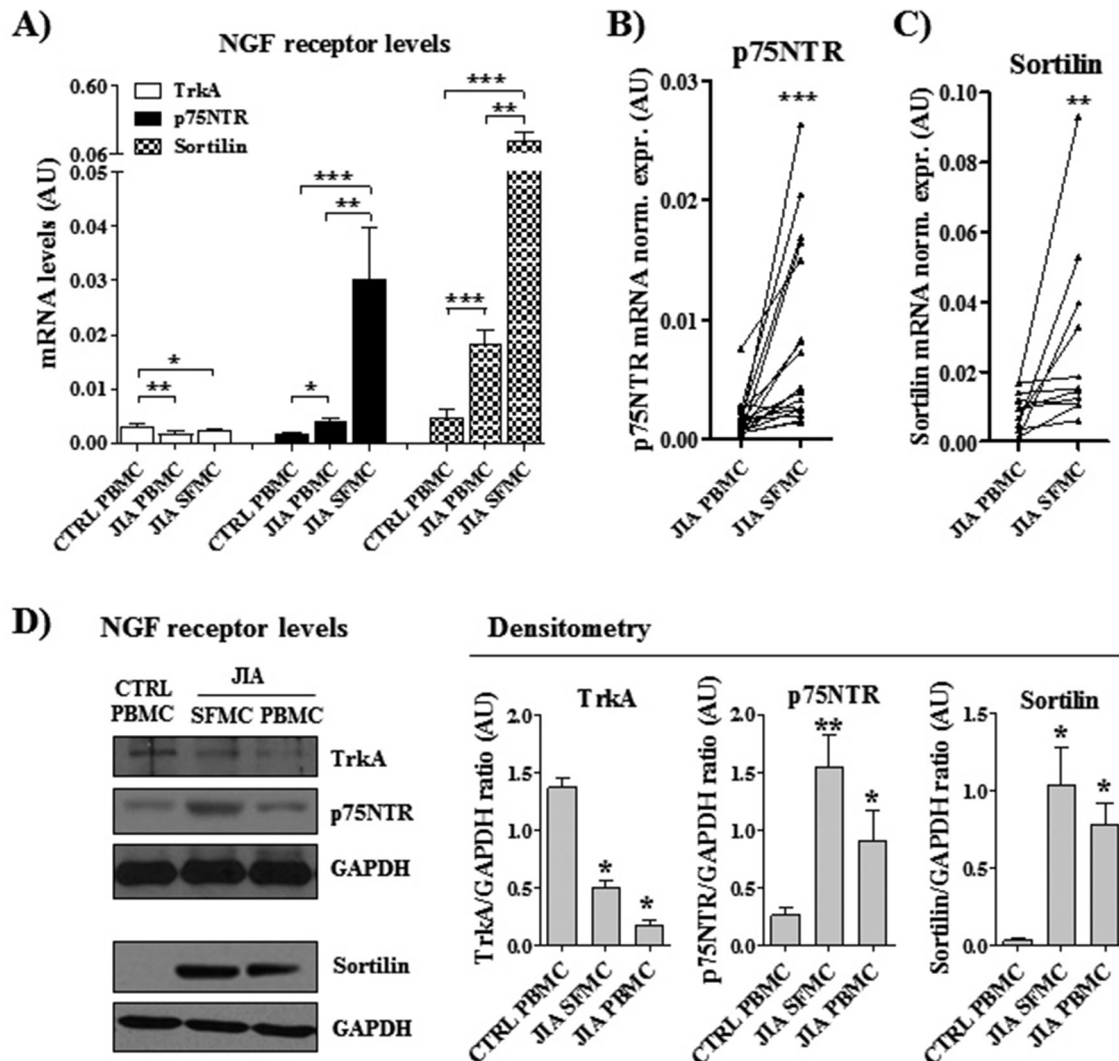 A)
NGF receptor levels
TrkA
p75NTR
Sortilin
mRNA levels (AU)
0.60
0.06
0.05
0.04
0.03
0.02
0.01
0.00
*
**
*
**
***
***
**
***
CTRL PBMC
JIA PBMC
JIA SFMC
CTRL PBMC
JIA PBMC
JIA SFMC
CTRL PBMC
JIA PBMC
JIA SFMC
B)
p75NTR
***
p75NTR mRNA norm. expr. (AU)
0.03
0.02
0.01
0.00
JIA PBMC
JIA SFMC
C)
Sortilin
**
Sortilin mRNA norm. expr. (AU)
0.10
0.08
0.06
0.04
0.02
0.00
JIA PBMC
JIA SFMC
D)
NGF receptor levels
CTRL
PBMC
JIA
SFMC PBMC
TrkA
p75NTR
GAPDH
Sortilin
GAPDH
Densitometry
TrkA
TrkA/GAPDH ratio (AU)
2.0
1.5
1.0
0.5
0.0
*
*
CTRL PBMC
JIA SFMC
JIA PBMC
p75NTR
p75NTR/GAPDH ratio (AU)
2.0
1.5
1.0
0.5
0.0
**
*
CTRL PBMC
JIA SFMC
JIA PBMC
Sortilin
Sortilin/GAPDH ratio (AU)
2.0
1.5
1.0
0.5
0.0
*
*
CTRL PBMC
JIA SFMC
JIA PBMC